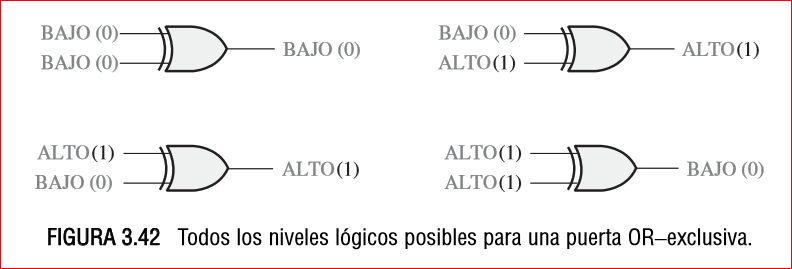 BAJO (0)
BAJO (0)
BAJO (0)
BAJO (0)
ALTO(1)
ALTO(1)
ALTO(1)
BAJO (0)
ALTO(1)
ALTO(1)
ALTO(1)
BAJO (0)
FIGURA 3.42 Todos los niveles lógicos posibles para una puerta OR–exclusiva.